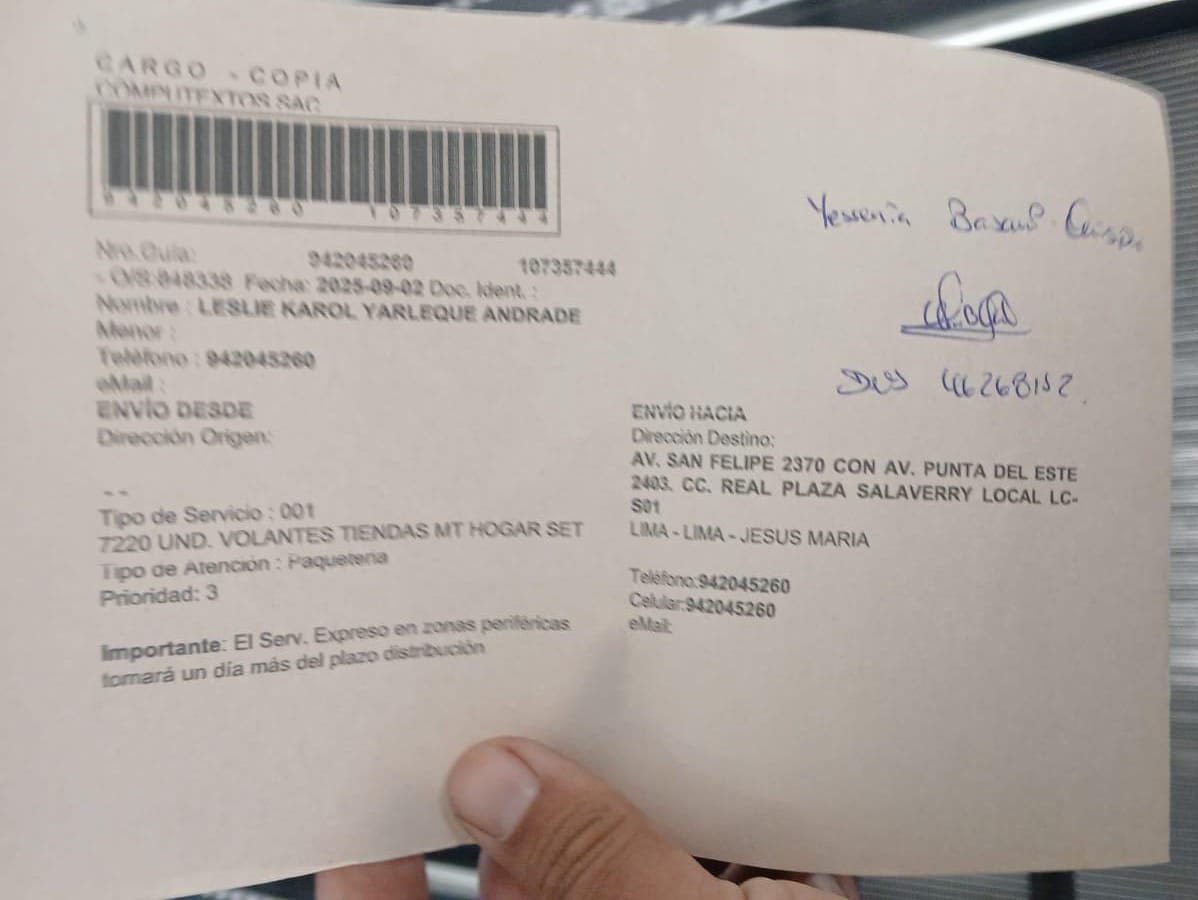 CARGO - COPIA
COMPUTEXTOS SAC
942045260 107357444
Nro.Guia: 942045260 107357444
- O/S:848338 Fecha: 2025-09-02 Doc. Ident. :
Nombre : LESLIE KAROL YARLEQUE ANDRADE
Menor :
Teléfono : 942045260
eMail :
ENVÍO DESDE
Dirección Origen:
- -
Tipo de Servicio : 001
7220 UND. VOLANTES TIENDAS MT HOGAR SET
Tipo de Atención : Paqueteria
Prioridad: 3
Importante: El Serv. Expreso en zonas periféricas
tomará un día más del plazo distribución
Yessenia
46268152
ENVÍO HACIA
Dirección Destino:
AV. SAN FELIPE 2370 CON AV. PUNTA DEL ESTE
2403. CC. REAL PLAZA SALAVERRY LOCAL LC-
S01
LIMA - LIMA - JESUS MARIA
Teléfono:942045260
Celular:942045260
eMail: